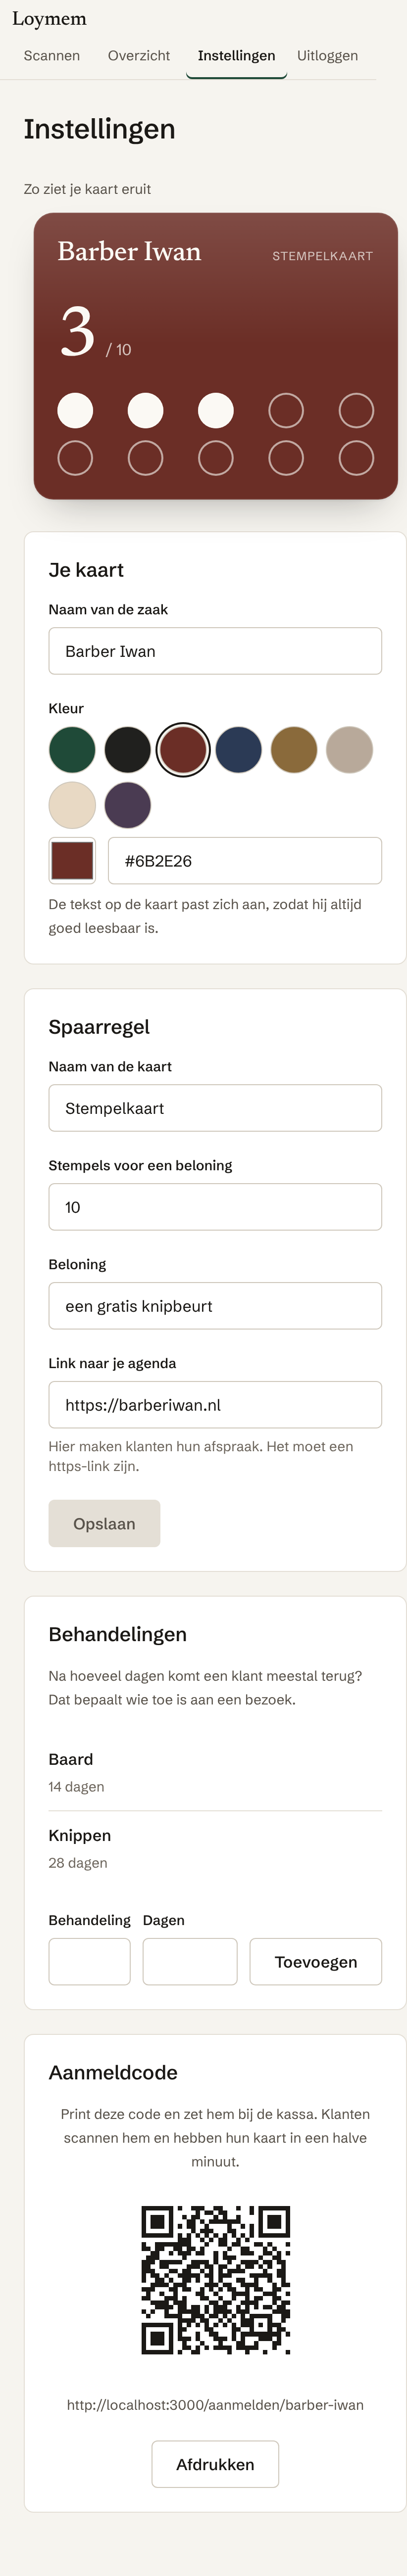 Loymem
Scannen Overzicht Instellingen Uitloggen
Instellingen
Zo ziet je kaart eruit
Barber Iwan STEMPELKAART
3 / 10
Je kaart
Naam van de zaak
Barber Iwan
Kleur
#6B2E26
De tekst op de kaart past zich aan, zodat hij altijd
goed leesbaar is.
Spaarregel
Naam van de kaart
Stempelkaart
Stempels voor een beloning
10
Beloning
een gratis knipbeurt
Link naar je agenda
https://barberiwan.nl
Hier maken klanten hun afspraak. Het moet een
https-link zijn.
Opslaan
Behandelingen
Na hoeveel dagen komt een klant meestal terug?
Dat bepaalt wie toe is aan een bezoek.
Baard
14 dagen
Knippen
28 dagen
Behandeling Dagen
Toevoegen
Aanmeldcode
Print deze code en zet hem bij de kassa. Klanten
scannen hem en hebben hun kaart in een halve
minuut.
http://localhost:3000/aanmelden/barber-iwan
Afdrukken